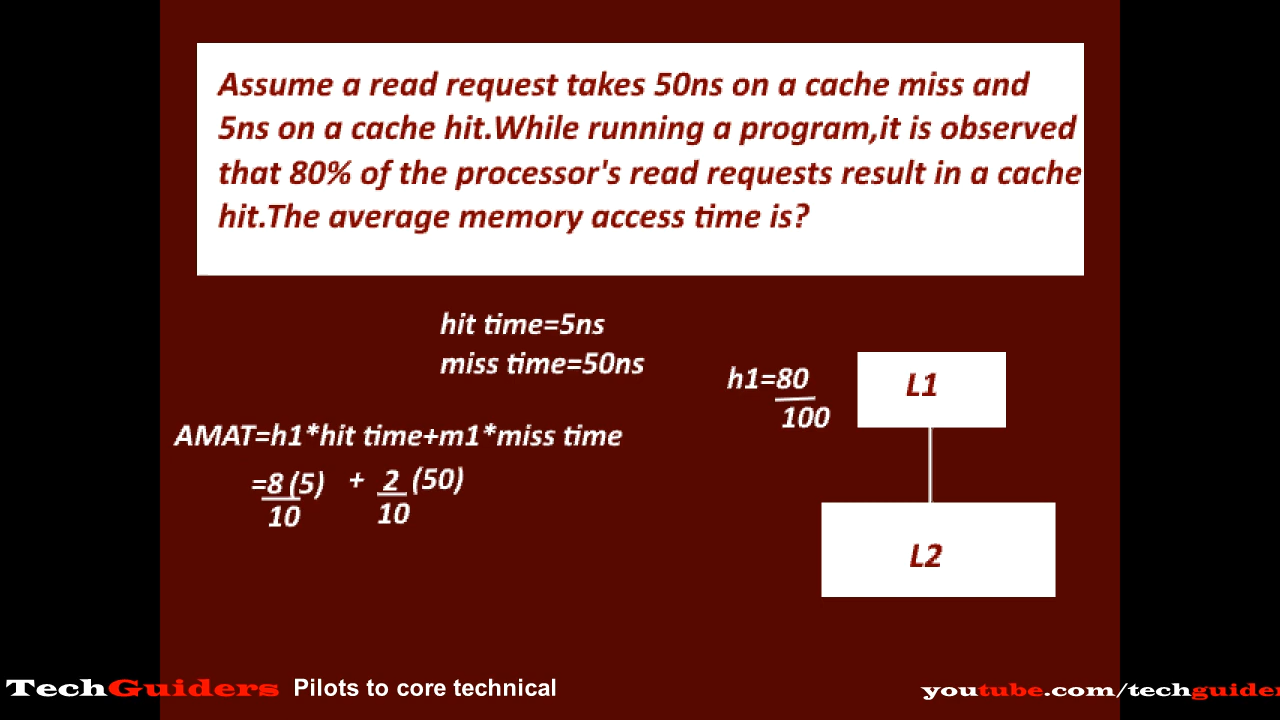 Assume a read request takes 50ns on a cache miss and
5ns on a cache hit.While running a program,it is observed
that 80% of the processor's read requests result in a cache
hit.The average memory access time is?
hit time=5ns
miss time=50ns
h1=80
100
L1
AMAT=h1*hit time+m1*miss time
=8(5) + 2 (50)
10 10
L2
TechGuiders Pilots to core technical
youtube.com/techguider